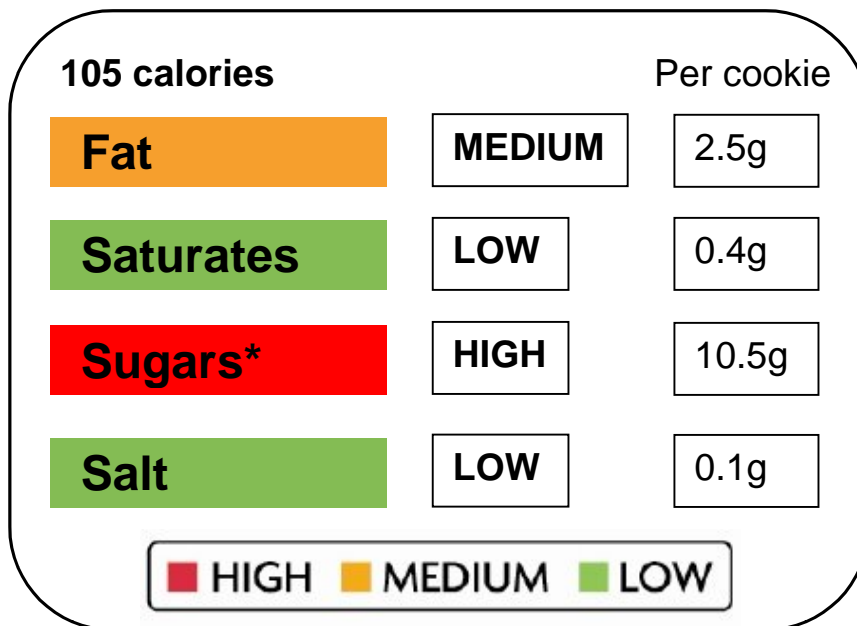 105 calories Per cookie
Fat MEDIUM 2.5g
Saturates LOW 0.4g
Sugars* HIGH 10.5g
Salt LOW 0.1g
HIGH MEDIUM LOW